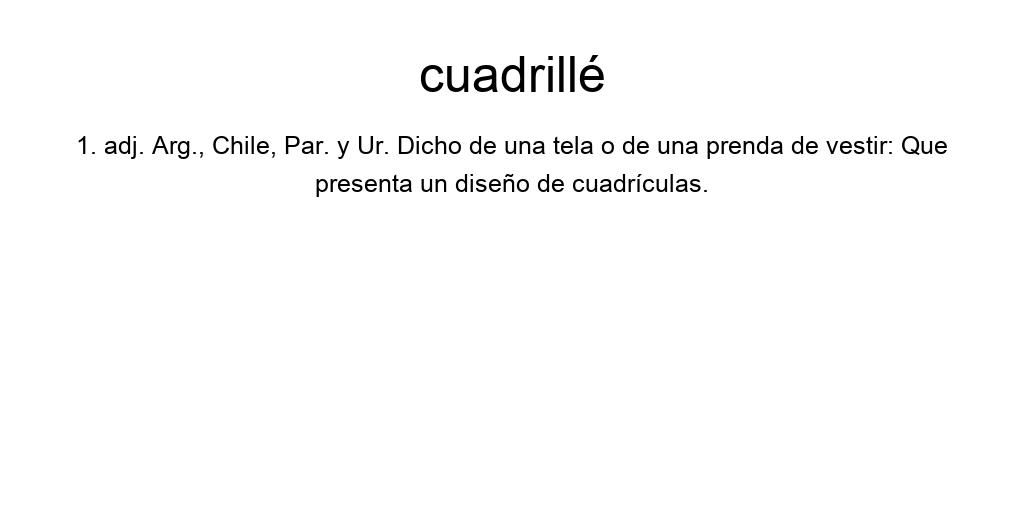 cuadrillé
1. adj. Arg., Chile, Par. y Ur. Dicho de una tela o de una prenda de vestir: Que
presenta un diseño de cuadrículas.